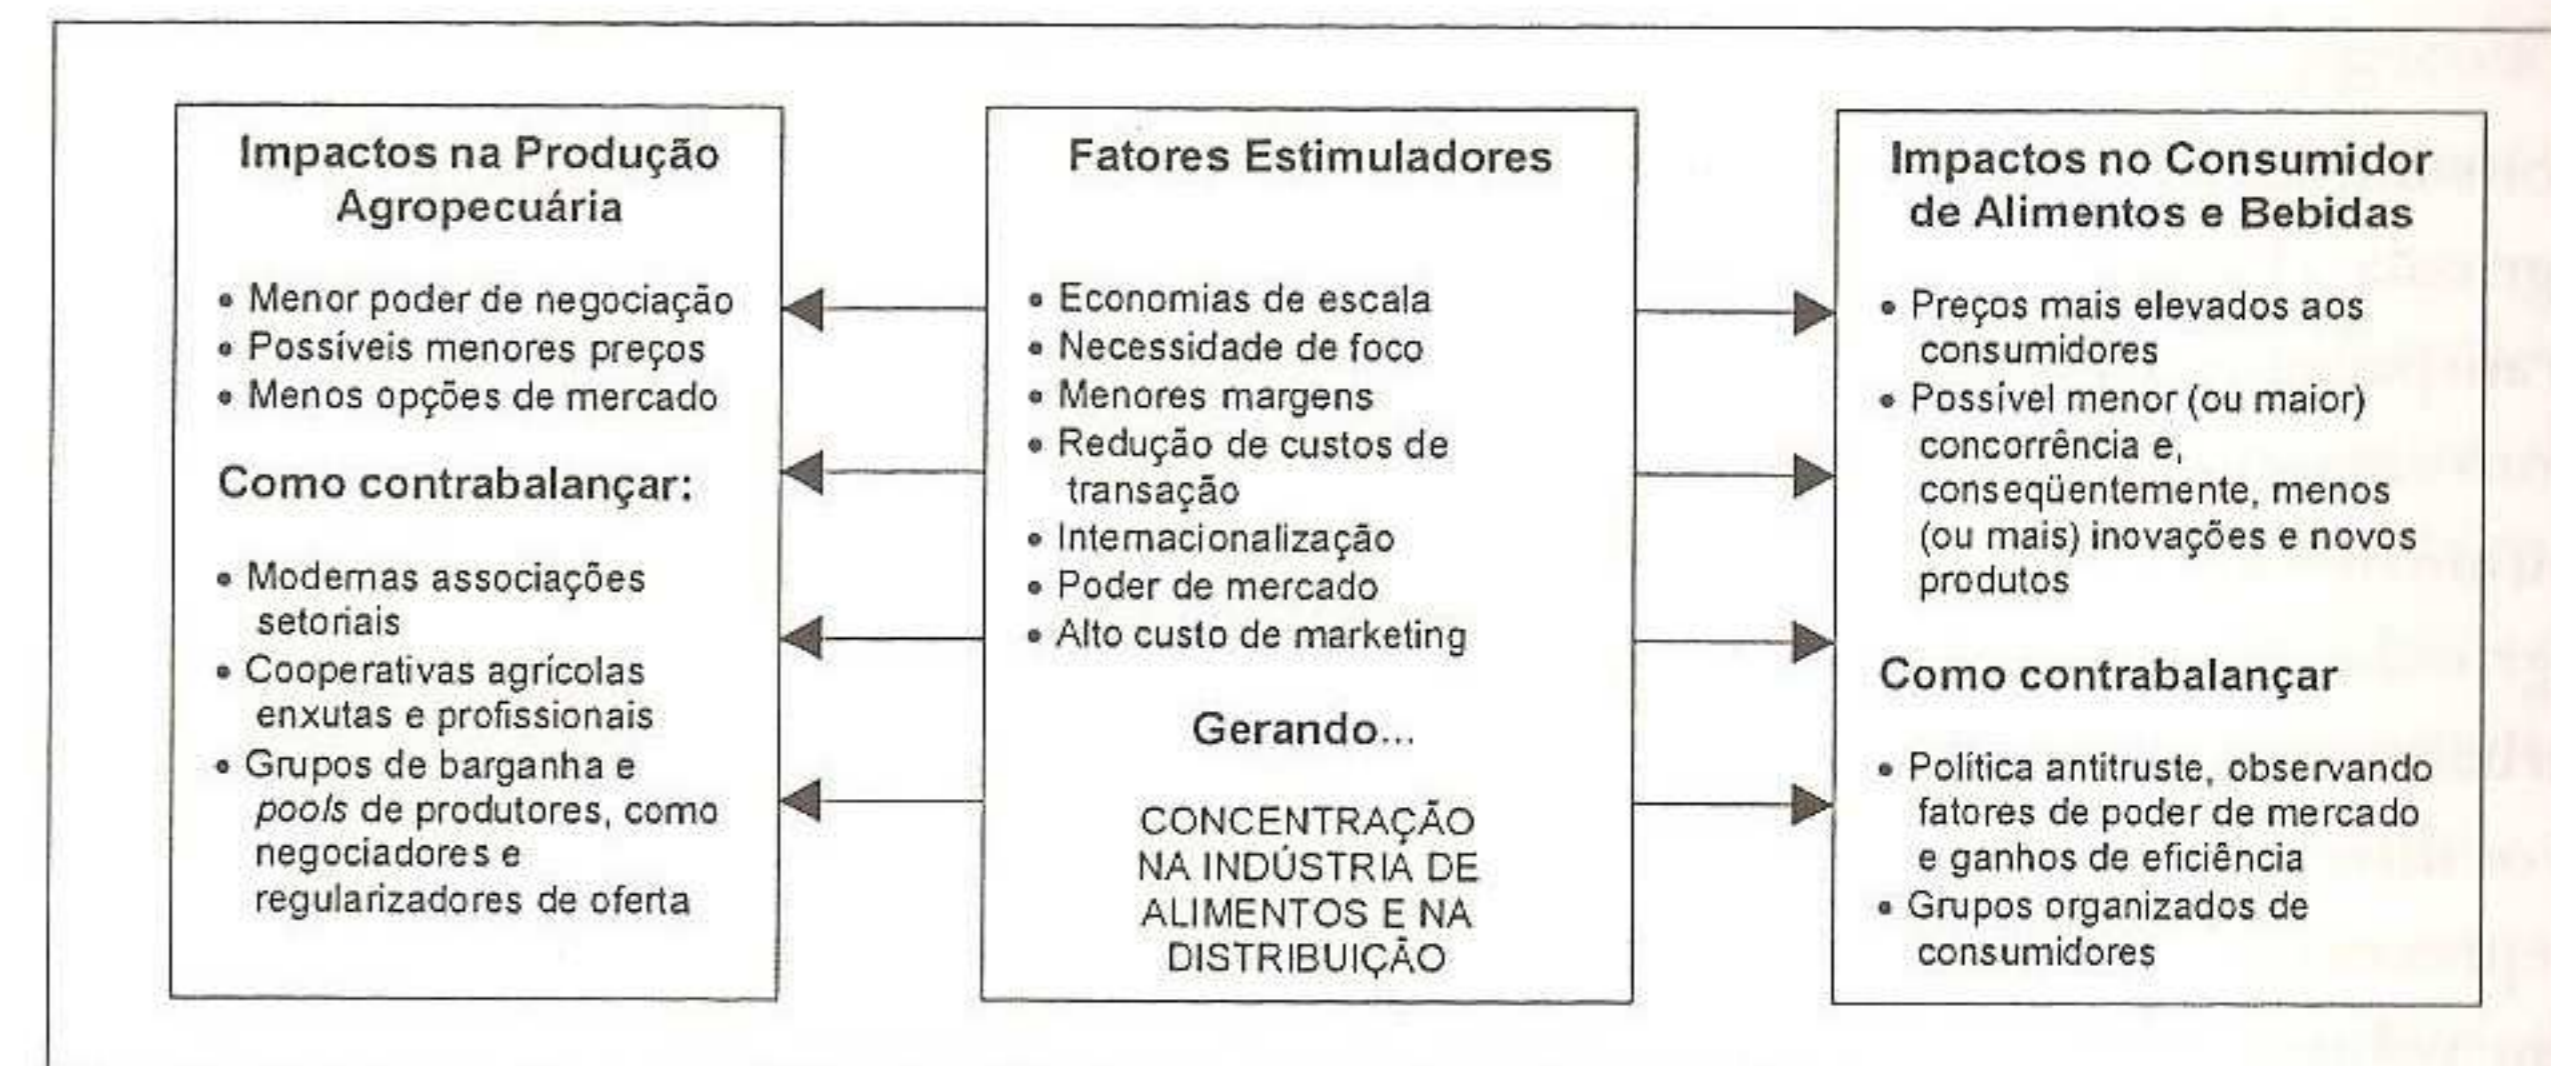 Impactos na Produção
Agropecuária
• Menor poder de negociação
• Possíveis menores preços
• Menos opções de mercado
Como contrabalançar:
• Modernas associações
setoriais
• Cooperativas agrícolas
enxutas e profissionais
• Grupos de barganha e
pools de produtores, como
negociadores e
regularizadores de oferta
Fatores Estimuladores
• Economias de escala
• Necessidade de foco
• Menores margens
• Redução de custos de
transação
• Internacionalização
• Poder de mercado
• Alto custo de marketing
Gerando...
CONCENTRAÇÃO
NA INDÚSTRIA DE
ALIMENTOS E NA
DISTRIBUIÇÃO
Impactos no Consumidor
de Alimentos e Bebidas
• Preços mais elevados aos
consumidores
• Possível menor (ou maior)
concorrência e,
conseqüentemente, menos
(ou mais) inovações e novos
produtos
Como contrabalançar
• Política antitruste, observando
fatores de poder de mercado
e ganhos de eficiência
• Grupos organizados de
consumidores